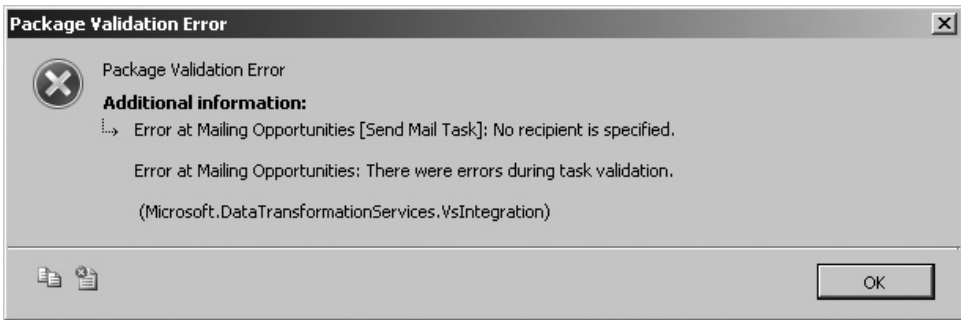 Package Validation Error
Package Validation Error
Additional information:
Error at Mailing Opportunities [Send Mail Task]: No recipient is specified.
Error at Mailing Opportunities: There were errors during task validation.
(Microsoft.DataTransformationServices.VsIntegration)
OK